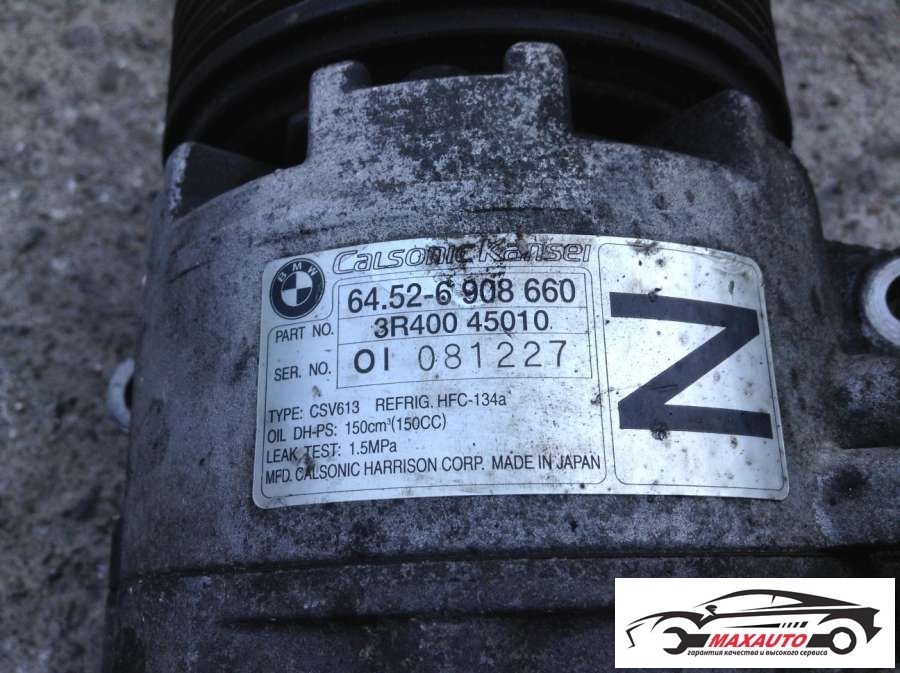 BMW
Calsonic Kansei
64.52-6 908 660
PART NO. 3R400 45010
SER. NO. 01 081227
TYPE: CSV613 REFRIG. HFC-134a
OIL DH-PS: 150cm³(150CC)
LEAK TEST: 1.5MPa
MFD. CALSONIC HARRISON CORP. MADE IN JAPAN
Z
MAXAUTO
гарантия качества и высокого сервиса